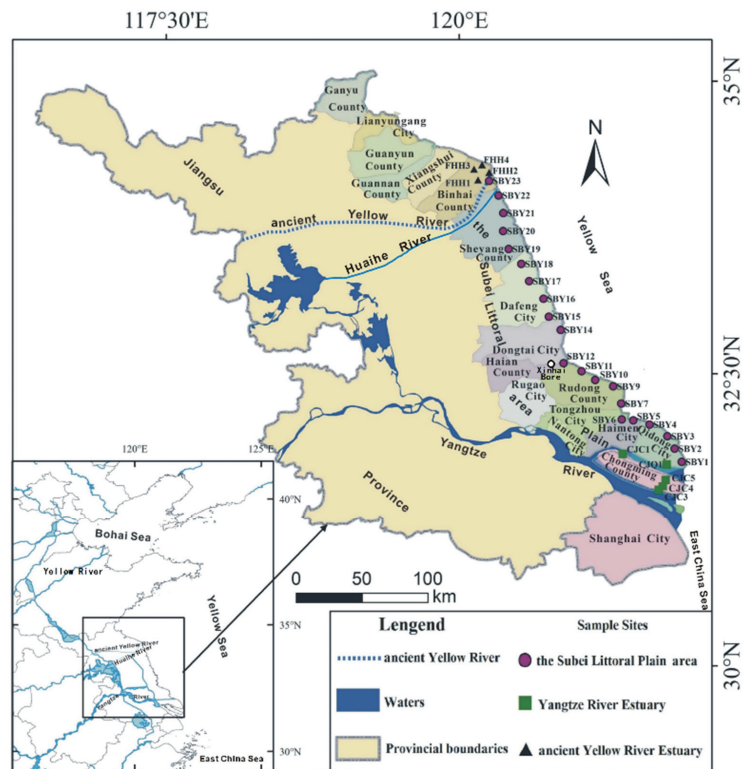 117°30'E
120°E
35°N
32°30'N
30°N
N
Ganyu
County
Lianyungang
City
Guanyun
County
Guannan
County
Xiangshui
County
Binhai
County
FHH4
FHH3
FHH2
FHH1
SBY23
SBY22
SBY21
SBY20
SBY19
SBY18
SBY17
SBY16
SBY15
SBY14
SBY12
SBY11
SBY10
SBY9
SBY7
SBY6
SBY5
SBY4
SBY3
SBY2
SBY1
Jiangsu
ancient Yellow River
Huaihe River
the
Subei Littoral
Plain
area
Sheyang
County
Dafeng
City
Dongtai City
Haian
County
Xinhai
Bore
Rugao
City
Rudong
County
Tongzhou
City
Nantong
City
Haimen
City
Qidong
City
Chongming
County
CJC1
CJC5
CJC4
CJC3
Yangtze
River
Province
Shanghai City
Yellow Sea
East China Sea
120°E
125°E
40°N
35°N
30°N
Bohai Sea
Yellow River
Yellow Sea
ancient Yellow River
Huaihe River
Yangtze River
East China Sea
0 50 100
km
Lengend
Sample Sites
ancient Yellow River
the Subei Littoral Plain area
Waters
Yangtze River Estuary
Provincial boundaries
ancient Yellow River Estuary